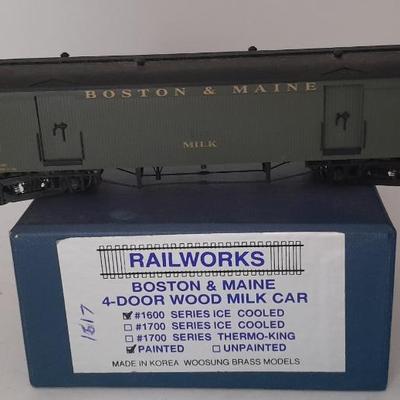 BOSTON & MAINE
MILK
RAILWORKS
BOSTON & MAINE
4-DOOR WOOD MILK CAR
#1600 SERIES ICE COOLED
#1700 SERIES ICE COOLED
#1700 SERIES THERMO-KING
PAINTED UNPAINTED
MADE IN KOREA WOOSUNG BRASS MODELS
1817